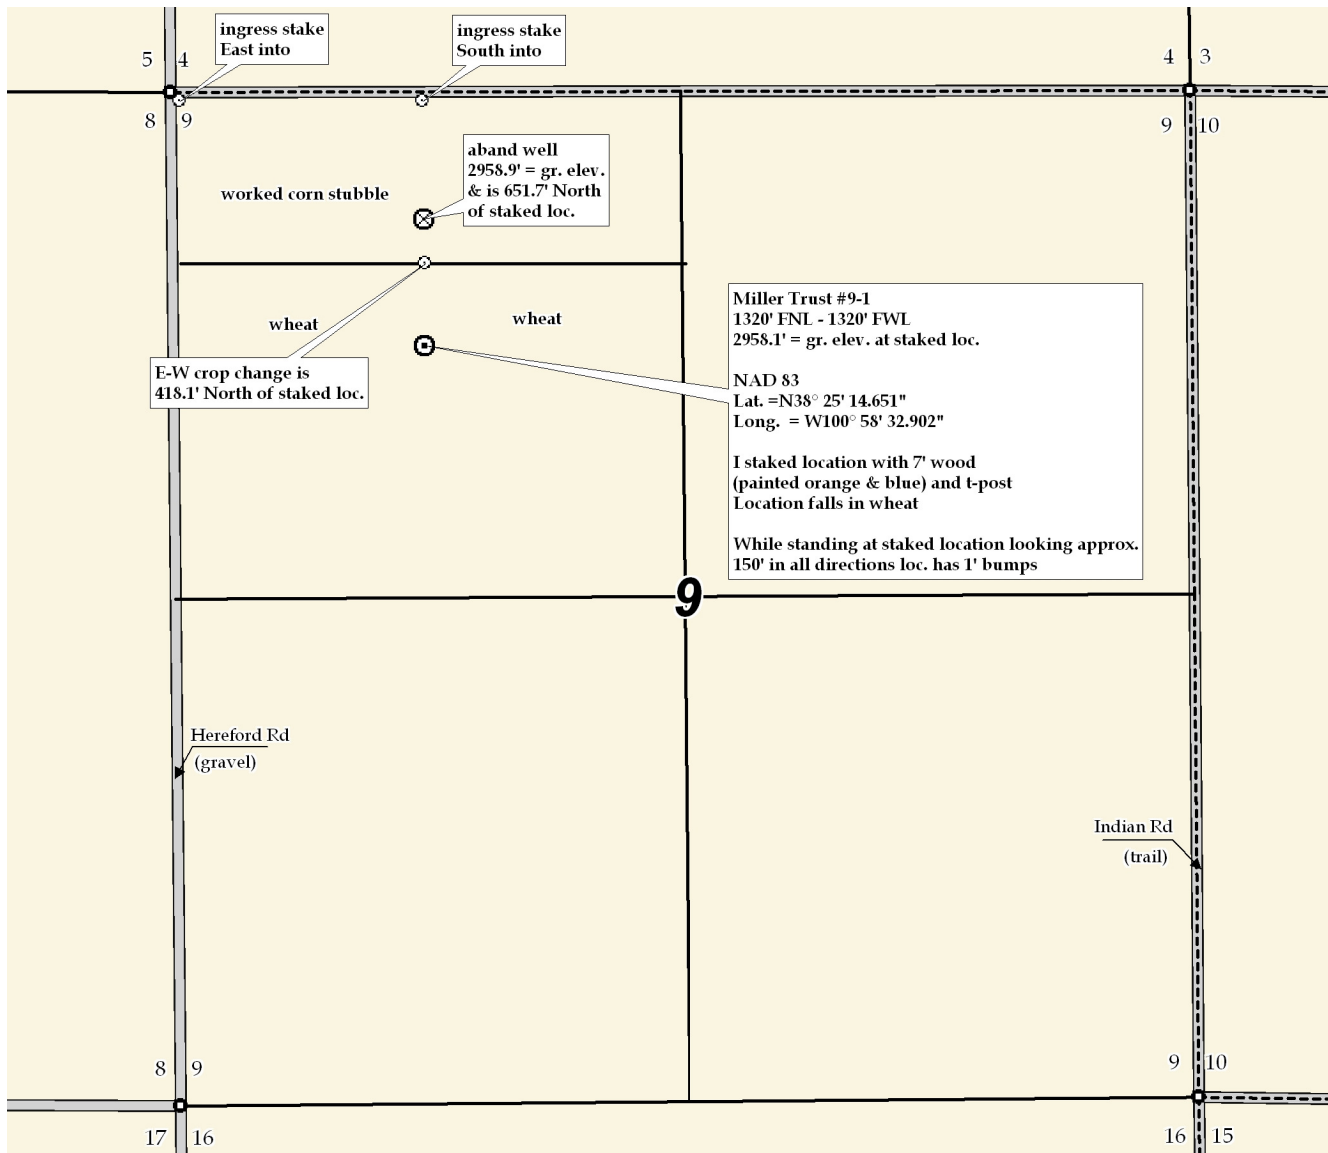 ingress stake
East into
ingress stake
South into
5 4
4 3
8 9
9 10
aband well
2958.9' = gr. elev.
& is 651.7' North
of staked loc.
worked corn stubble
wheat
wheat
E-W crop change is
418.1' North of staked loc.
Miller Trust #9-1
1320' FNL - 1320' FWL
2958.1' = gr. elev. at staked loc.
NAD 83
Lat. =N38° 25' 14.651"
Long. = W100° 58' 32.902"
I staked location with 7' wood
(painted orange & blue) and t-post
Location falls in wheat
While standing at staked location looking approx.
150' in all directions loc. has 1' bumps
9
Hereford Rd
(gravel)
Indian Rd
(trail)
8 9
9 10
17 16
16 15